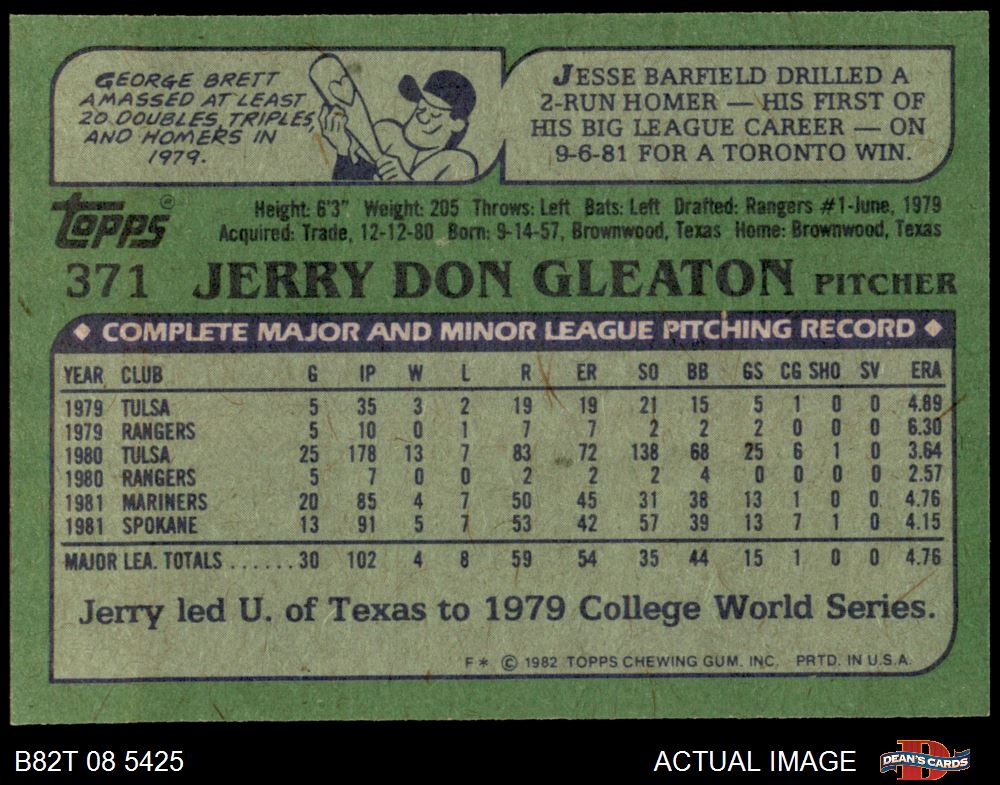 GEORGE BRETT
AMASSED AT LEAST
20 DOUBLES, TRIPLES,
AND HOMERS IN
1979.
JESSE BARFIELD DRILLED A
2-RUN HOMER — HIS FIRST OF
HIS BIG LEAGUE CAREER — ON
9-6-81 FOR A TORONTO WIN.
Topps®
Height: 6'3" Weight: 205 Throws: Left Bats: Left Drafted: Rangers #1-June, 1979
Acquired: Trade, 12-12-80 Born: 9-14-57, Brownwood, Texas Home: Brownwood, Texas
371 JERRY DON GLEATON PITCHER
◆ COMPLETE MAJOR AND MINOR LEAGUE PITCHING RECORD ◆
YEAR CLUB G IP W L R ER SO BB GS CG SHO SV ERA
1979 TULSA 5 35 3 2 19 19 21 15 5 1 0 0 4.89
1979 RANGERS 5 10 0 1 7 7 2 2 2 0 0 0 6.30
1980 TULSA 25 178 13 7 83 72 138 68 25 6 1 0 3.64
1980 RANGERS 5 7 0 0 2 2 2 4 0 0 0 0 2.57
1981 MARINERS 20 85 4 7 50 45 31 38 13 1 0 0 4.76
1981 SPOKANE 13 91 5 7 53 42 57 39 13 7 1 0 4.15
MAJOR LEA. TOTALS ...... 30 102 4 8 59 54 35 44 15 1 0 0 4.76
Jerry led U. of Texas to 1979 College World Series.
F* © 1982 TOPPS CHEWING GUM. INC. PRTD. IN U.S.A.
B82T 08 5425 ACTUAL IMAGE D DEAN'S CARDS